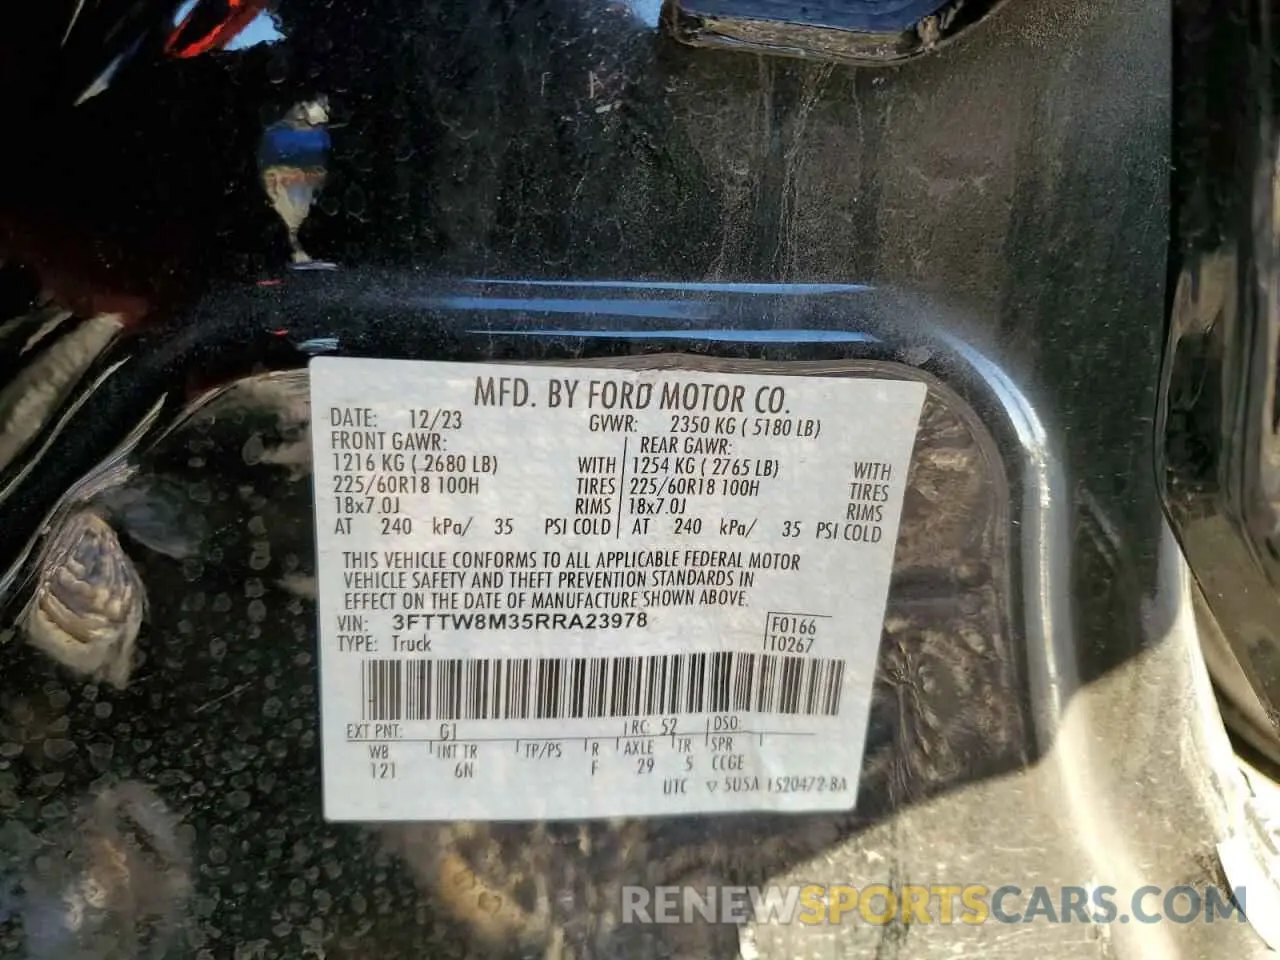 MFD. BY FORD MOTOR CO.
DATE: 12/23 GVWR: 2350 KG ( 5180 LB)
FRONT GAWR: REAR GAWR:
1216 KG ( 2680 LB) WITH 1254 KG ( 2765 LB) WITH
225/60R18 100H TIRES 225/60R18 100H TIRES
18x7.0J RIMS 18x7.0J RIMS
AT 240 kPa/ 35 PSI COLD AT 240 kPa/ 35 PSI COLD
THIS VEHICLE CONFORMS TO ALL APPLICABLE FEDERAL MOTOR
VEHICLE SAFETY AND THEFT PREVENTION STANDARDS IN
EFFECT ON THE DATE OF MANUFACTURE SHOWN ABOVE.
VIN: 3FTTW8M35RRA23978 F0166
TYPE: Truck T0267
EXT PNT: G1 RC: 52 DSO:
WB INT TR TP/PS R AXLE TR SPR
121 6N F 29 5 CCGE
UTC ▽ 5U5A 1520472-BA
RENEWSPORTSCARS.COM